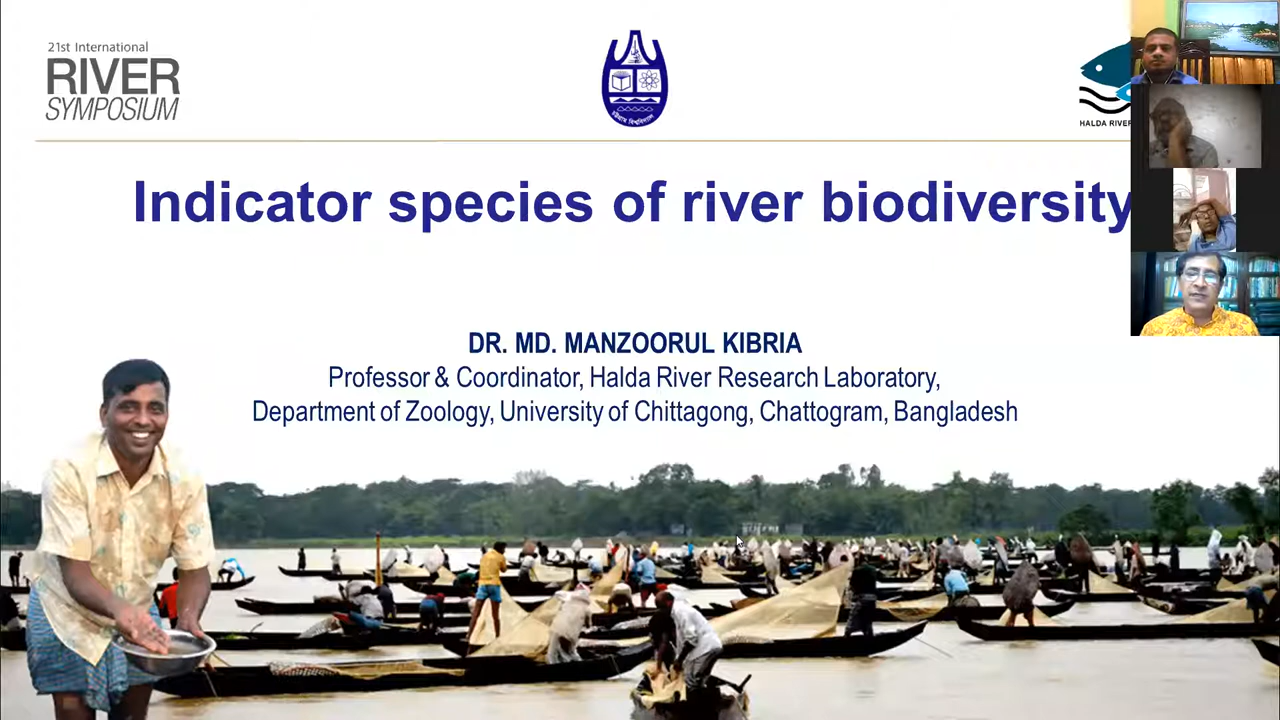 21st International
RIVER
SYMPOSIUM
HALDA RIVER
Indicator species of river biodiversity
DR. MD. MANZOORUL KIBRIA
Professor & Coordinator, Halda River Research Laboratory,
Department of Zoology, University of Chittagong, Chattogram, Bangladesh